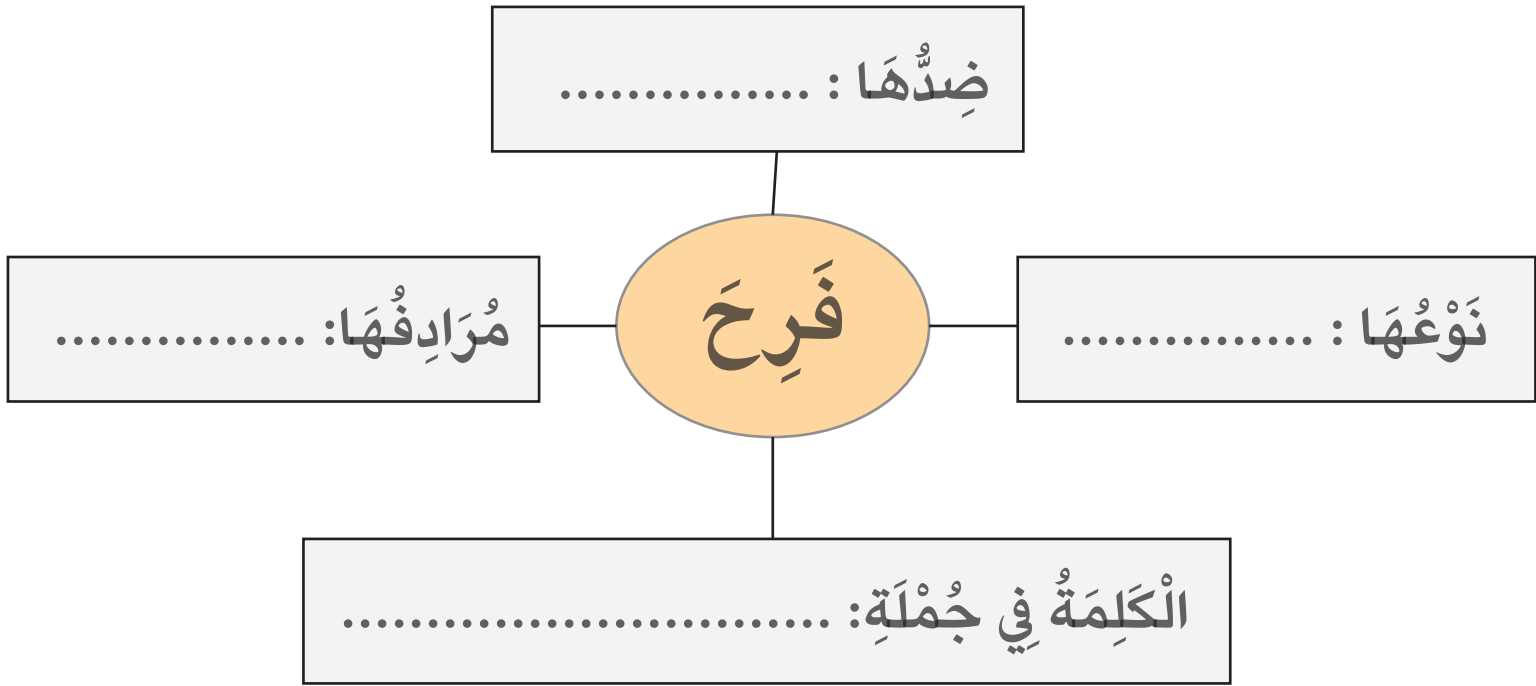 ضِدُّهَا : ...............
نَوْعُهَا : ...............
فَرِحَ
مُرَادِفُهَا: ...............
الْكَلِمَةُ فِي جُمْلَةِ: .............................